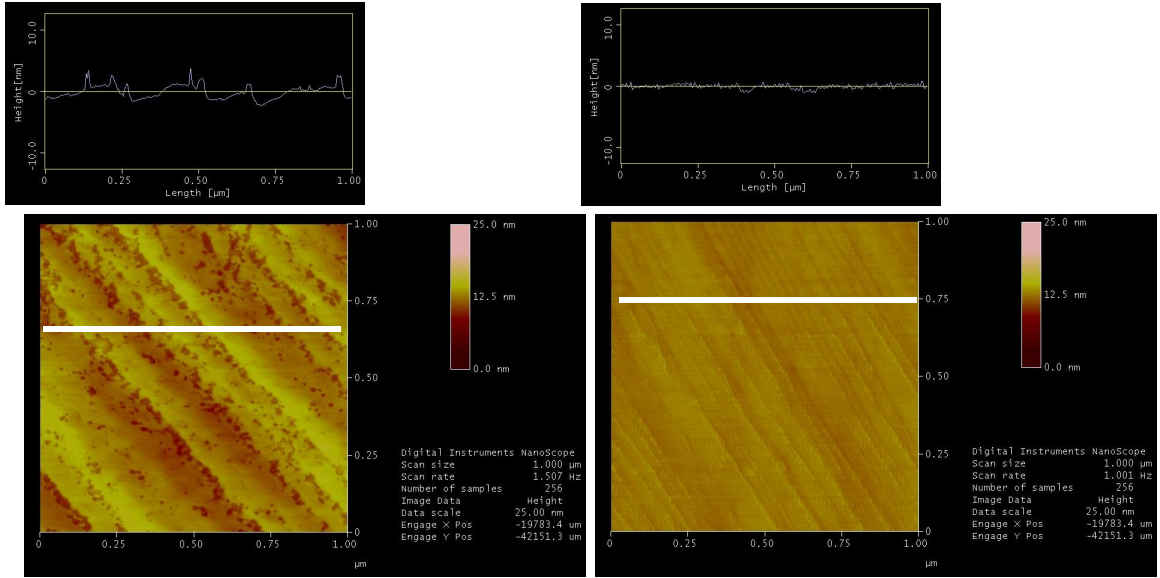 10.0
0
-10.0
Height[nm]
0
0.25
0.50
0.75
1.00
Length [µm]
10.0
0
-10.0
Height[nm]
0
0.25
0.50
0.75
1.00
Length [µm]
1.00
0.75
0.50
0.25
0
0
0.25
0.50
0.75
1.00
µm
25.0 nm
12.5 nm
0.0 nm
Digital Instruments NanoScope
Scan size 1.000 µm
Scan rate 1.507 Hz
Number of samples 256
Image Data Height
Data scale 25.00 nm
Engage X Pos -19783.4 um
Engage Y Pos -42151.3 um
1.00
0.75
0.50
0.25
0
0
0.25
0.50
0.75
1.00
µm
25.0 nm
12.5 nm
0.0 nm
Digital Instruments NanoScope
Scan size 1.000 µm
Scan rate 1.001 Hz
Number of samples 256
Image Data Height
Data scale 25.00 nm
Engage X Pos -19783.4 um
Engage Y Pos -42151.3 um